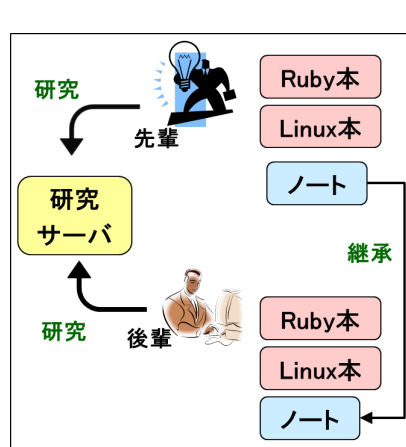 研究
先輩
Ruby本
Linux本
ノート
研究
サーバ
継承
研究
後輩
Ruby本
Linux本
ノート